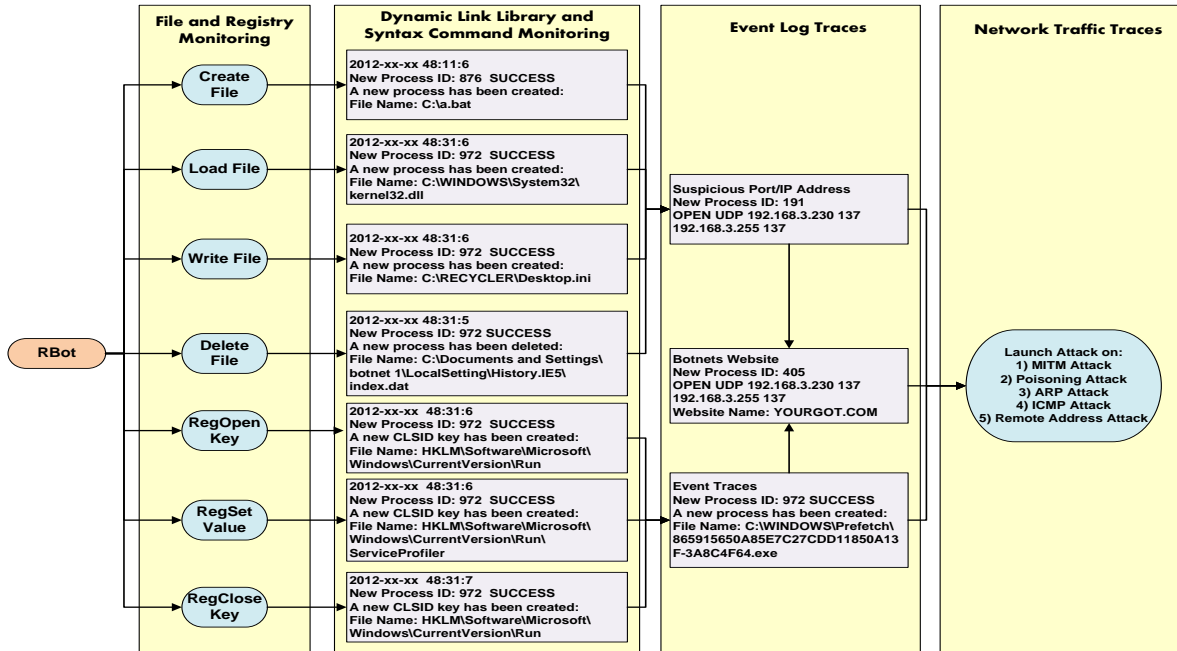 File and Registry
Monitoring
Dynamic Link Library and
Syntax Command Monitoring
Event Log Traces
Network Traffic Traces
RBot
Create
File
Load File
Write File
Delete
File
RegOpen
Key
RegSet
Value
RegClose
Key
2012-xx-xx 48:11:6
New Process ID: 876 SUCCESS
A new process has been created:
File Name: C:\a.bat
2012-xx-xx 48:31:6
New Process ID: 972 SUCCESS
A new process has been created:
File Name: C:\WINDOWS\System32\
kernel32.dll
2012-xx-xx 48:31:6
New Process ID: 972 SUCCESS
A new process has been created:
File Name: C:\RECYCLER\Desktop.ini
2012-xx-xx 48:31:5
New Process ID: 972 SUCCESS
A new process has been deleted:
File Name: C:\Documents and Settings\
botnet 1\LocalSetting\History.IE5\
index.dat
2012-xx-xx 48:31:6
New Process ID: 972 SUCCESS
A new CLSID key has been created:
File Name: HKLM\Software\Microsoft\
Windows\CurrentVersion\Run
2012-xx-xx 48:31:6
New Process ID: 972 SUCCESS
A new CLSID key has been created:
File Name: HKLM\Software\Microsoft\
Windows\CurrentVersion\Run\
ServiceProfiler
2012-xx-xx 48:31:7
New Process ID: 972 SUCCESS
A new CLSID key has been created:
File Name: HKLM\Software\Microsoft\
Windows\CurrentVersion\Run
Suspicious Port/IP Address
New Process ID: 191
OPEN UDP 192.168.3.230 137
192.168.3.255 137
Botnets Website
New Process ID: 405
OPEN UDP 192.168.3.230 137
192.168.3.255 137
Website Name: YOURGOT.COM
Event Traces
New Process ID: 972 SUCCESS
A new process has been created:
File Name: C:\WINDOWS\Prefetch\
865915650A85E7C27CDD11850A13
F-3A8C4F64.exe
Launch Attack on:
1) MITM Attack
2) Poisoning Attack
3) ARP Attack
4) ICMP Attack
5) Remote Address Attack